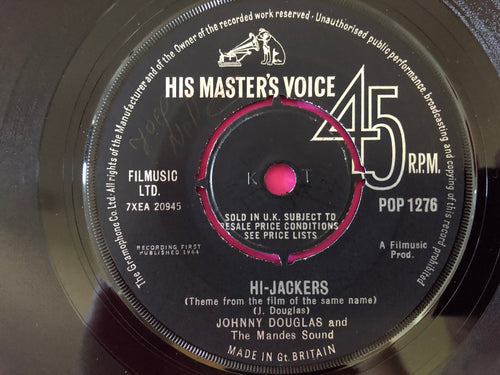 The Gramophone Co. Ltd. All rights of the Manufacturer and of the Owner of the recorded work reserved · Unauthorised public performance, broadcasting and copying of this record prohibited
HIS MASTER'S VOICE
45
R.P.M.
FILMUSIC
LTD.
7XEA 20945
POP 1276
K T
SOLD IN U.K. SUBJECT TO
RESALE PRICE CONDITIONS
SEE PRICE LISTS
RECORDING FIRST
PUBLISHED 1964
A Filmusic
Prod.
HI-JACKERS
(Theme from the film of the same name)
(J. Douglas)
JOHNNY DOUGLAS and
The Mandes Sound
MADE IN Gt. BRITAIN